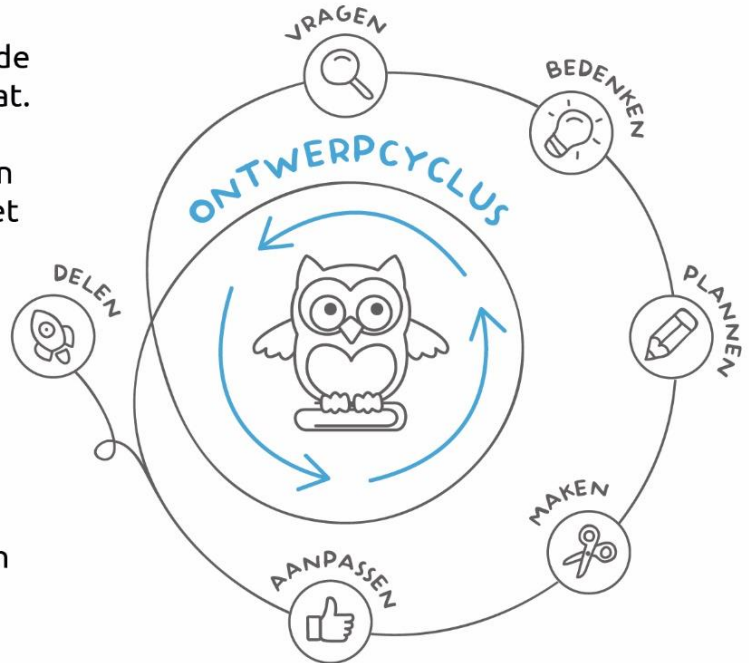 de
at.
n
et
n
ONTWERPCYCLUS
VRAGEN
BEDENKEN
PLANNEN
MAKEN
AANPASSEN
DELEN